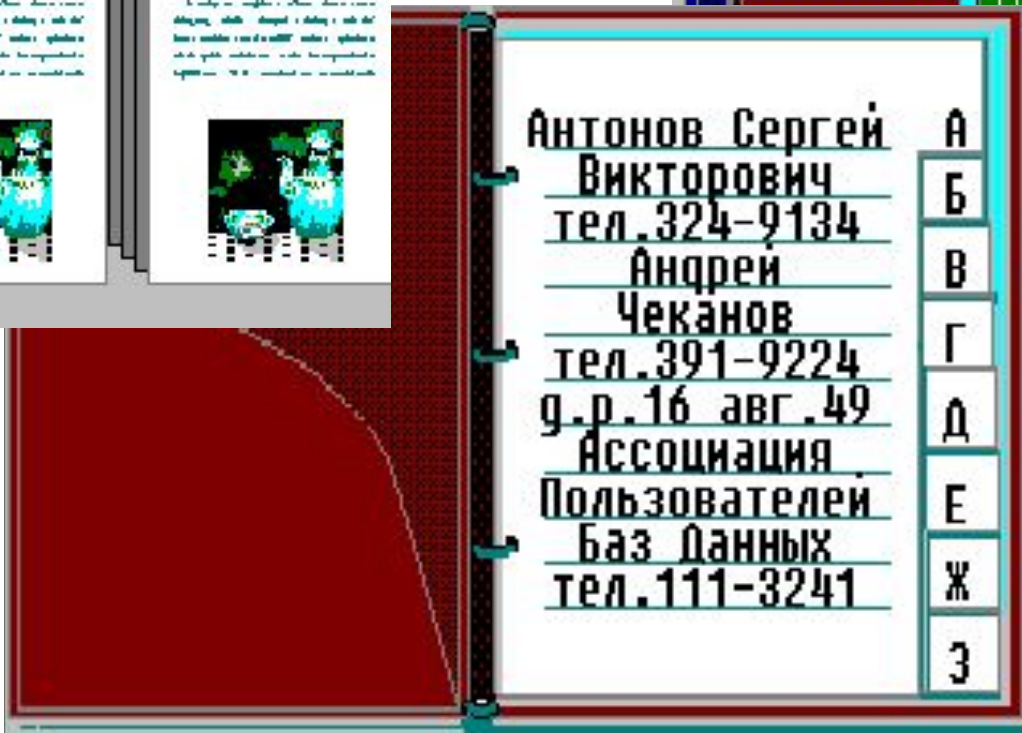 Антонов Сергей
Викторович
тел.324-9134
Андрей
Чеканов
тел.391-9224
д.р.16 авг.49
Ассоциация
Пользователей
Баз Данных
тел.111-3241
А
Б
В
Г
Д
Е
Ж
З